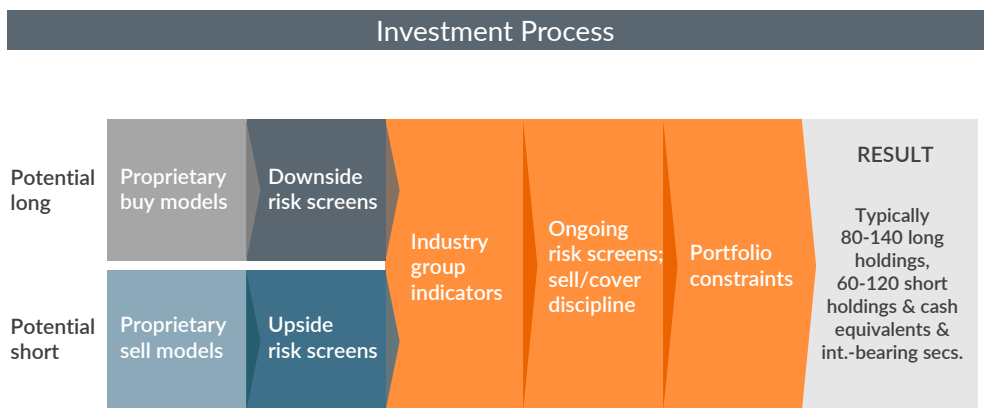 Investment Process
Potential
long
Proprietary
buy models
Downside
risk screens
Potential
short
Proprietary
sell models
Upside
risk screens
Industry
group
indicators
Ongoing
risk screens;
sell/cover
discipline
Portfolio
constraints
RESULT
Typically
80-140 long
holdings,
60-120 short
holdings & cash
equivalents &
int.-bearing secs.